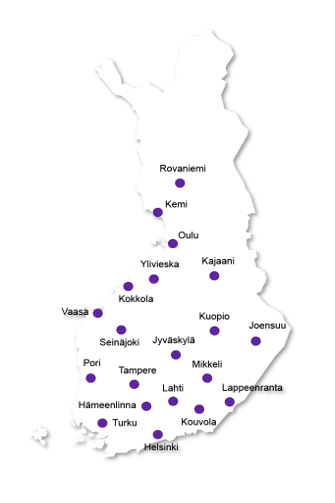 Rovaniemi
Kemi
Oulu
Ylivieska
Kajaani
Kokkola
Vaasa
Kuopio
Joensuu
Seinäjoki
Jyväskylä
Pori
Tampere
Mikkeli
Lahti
Lappeenranta
Hämeenlinna
Turku
Kouvola
Helsinki